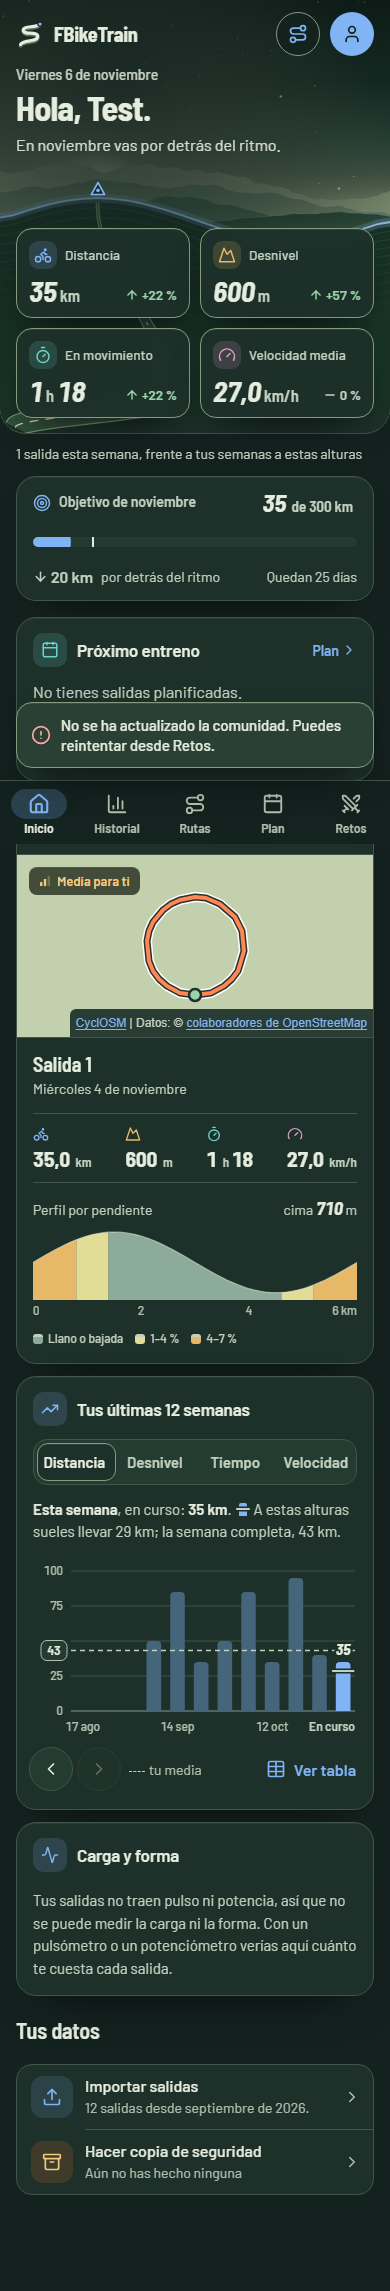 FBikeTrain
Viernes 6 de noviembre
Hola, Test.
En noviembre vas por detrás del ritmo.
Distancia
35 km
+22 %
Desnivel
600 m
+57 %
En movimiento
1 h 18
+22 %
Velocidad media
27,0 km/h
0 %
1 salida esta semana, frente a tus semanas a estas alturas
Objetivo de noviembre
35 de 300 km
20 km por detrás del ritmo
Quedan 25 días
Próximo entreno
Plan
No tienes salidas planificadas.
No se ha actualizado la comunidad. Puedes
reintentar desde Retos.
Inicio
Historial
Rutas
Plan
Retos
Media para ti
CyclOSM | Datos: © colaboradores de OpenStreetMap
Salida 1
Miércoles 4 de noviembre
35,0 km
600 m
1 h 18
27,0 km/h
Perfil por pendiente
cima 710 m
0
2
4
6 km
Llano o bajada
1–4 %
4–7 %
Tus últimas 12 semanas
Distancia
Desnivel
Tiempo
Velocidad
Esta semana, en curso: 35 km. A estas alturas
sueles llevar 29 km; la semana completa, 43 km.
100
75
43
35
25
0
17 ago
14 sep
12 oct
En curso
tu media
Ver tabla
Carga y forma
Tus salidas no traen pulso ni potencia, así que no
se puede medir la carga ni la forma. Con un
pulsómetro o un potenciómetro verías aquí cuánto
te cuesta cada salida.
Tus datos
Importar salidas
12 salidas desde septiembre de 2026.
Hacer copia de seguridad
Aún no has hecho ninguna